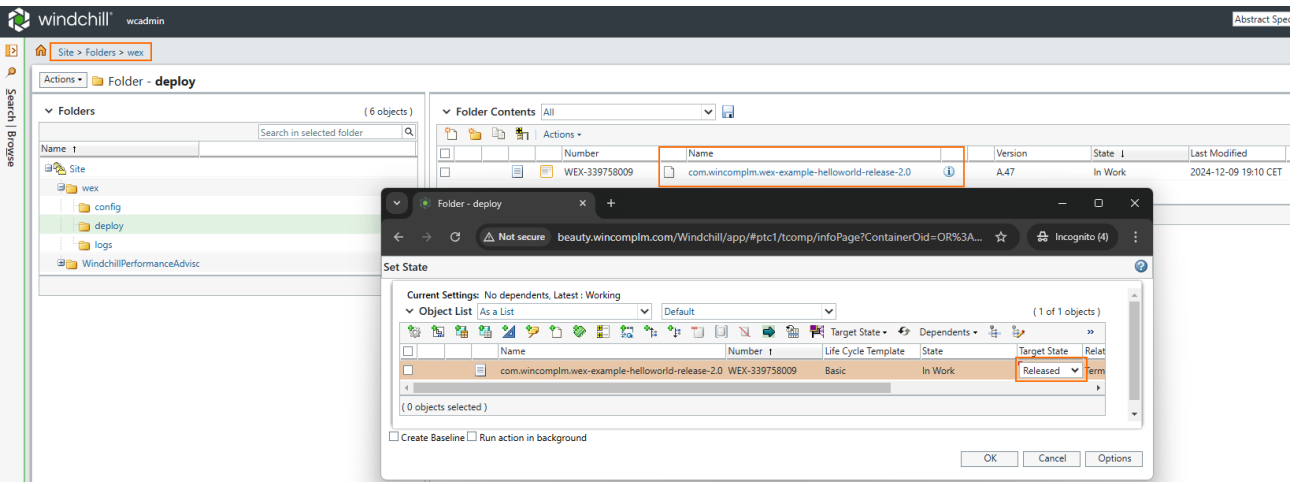 windchill® wcadmin
Abstract Spec
Site > Folders > wex
Actions Folder - deploy
Search | Browse
Folders (6 objects)
Search in selected folder
Name
Site
wex
config
deploy
logs
WindchillPerformanceAdvisc
Folder Contents All
Actions
Number Name Version State Last Modified
WEX-339758009 com.wincomplm.wex-example-helloworld-release-2.0 A.47 In Work 2024-12-09 19:10 CET
Folder - deploy
Not secure beauty.wincomplm.com/Windchill/app/#ptc1/tcomp/infoPage?ContainerOid=OR%3A... Incognito (4)
Set State
Current Settings: No dependents, Latest : Working
Object List As a List Default (1 of 1 objects)
Target State Dependents »
Name Number Life Cycle Template State Target State Relat
com.wincomplm.wex-example-helloworld-release-2.0 WEX-339758009 Basic In Work Released Term
(0 objects selected)
Create Baseline Run action in background
OK Cancel Options